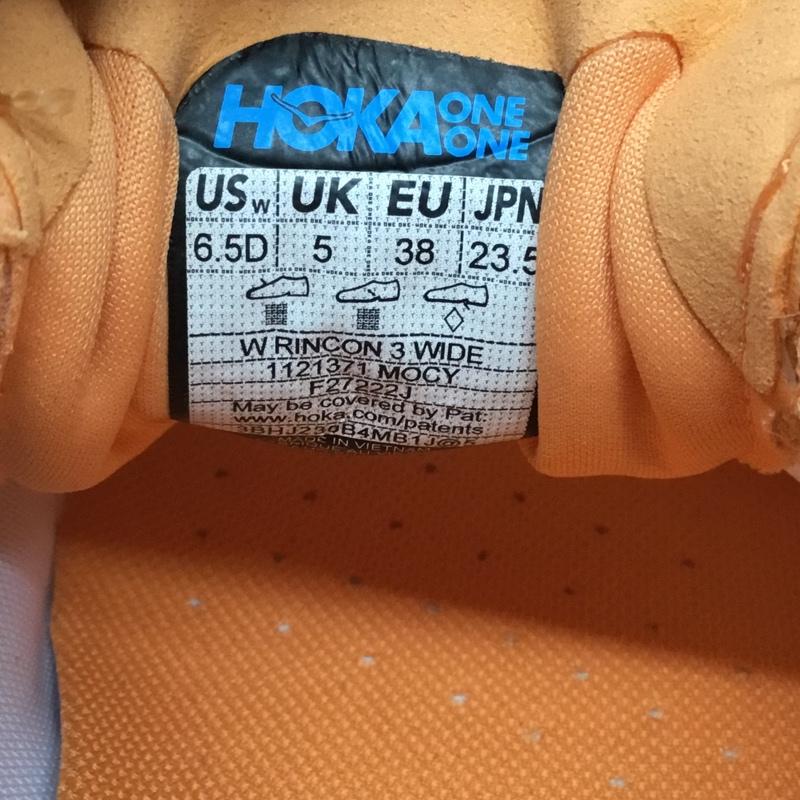 HOKA ONE ONE
US w UK EU JPN
6.5D 5 38 23.5
W RINCON 3 WIDE
1121371 MOCY
F27222J
May be covered by Pat:
www.hoka.com/patents
MADE IN VIETNAM